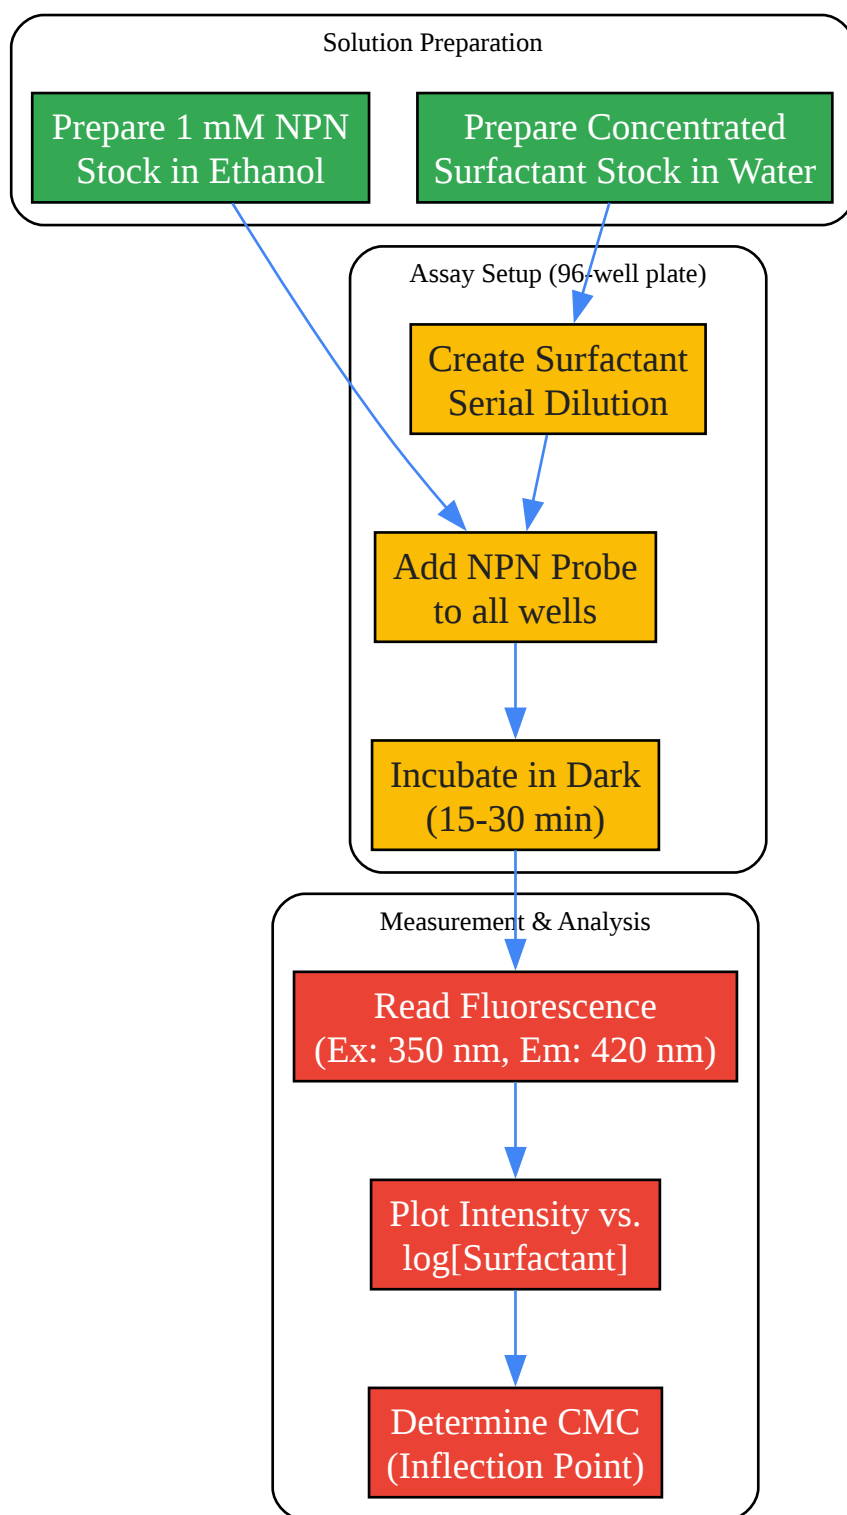 Solution Preparation
Prepare 1 mM NPN
Stock in Ethanol
Prepare Concentrated
Surfactant Stock in Water
Assay Setup (96-well plate)
Create Surfactant
Serial Dilution
Add NPN Probe
to all wells
Incubate in Dark
(15-30 min)
Measurement & Analysis
Read Fluorescence
(Ex: 350 nm, Em: 420 nm)
Plot Intensity vs.
log[Surfactant]
Determine CMC
(Inflection Point)